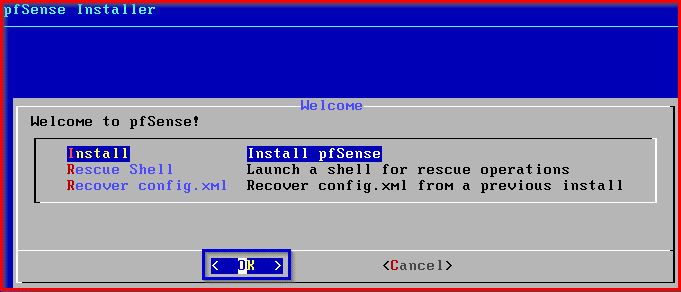 pfSense Installer
Welcome
Welcome to pfSense!
Install Install pfSense
Rescue Shell Launch a shell for rescue operations
Recover config.xml Recover config.xml from a previous install
< OK > <Cancel>